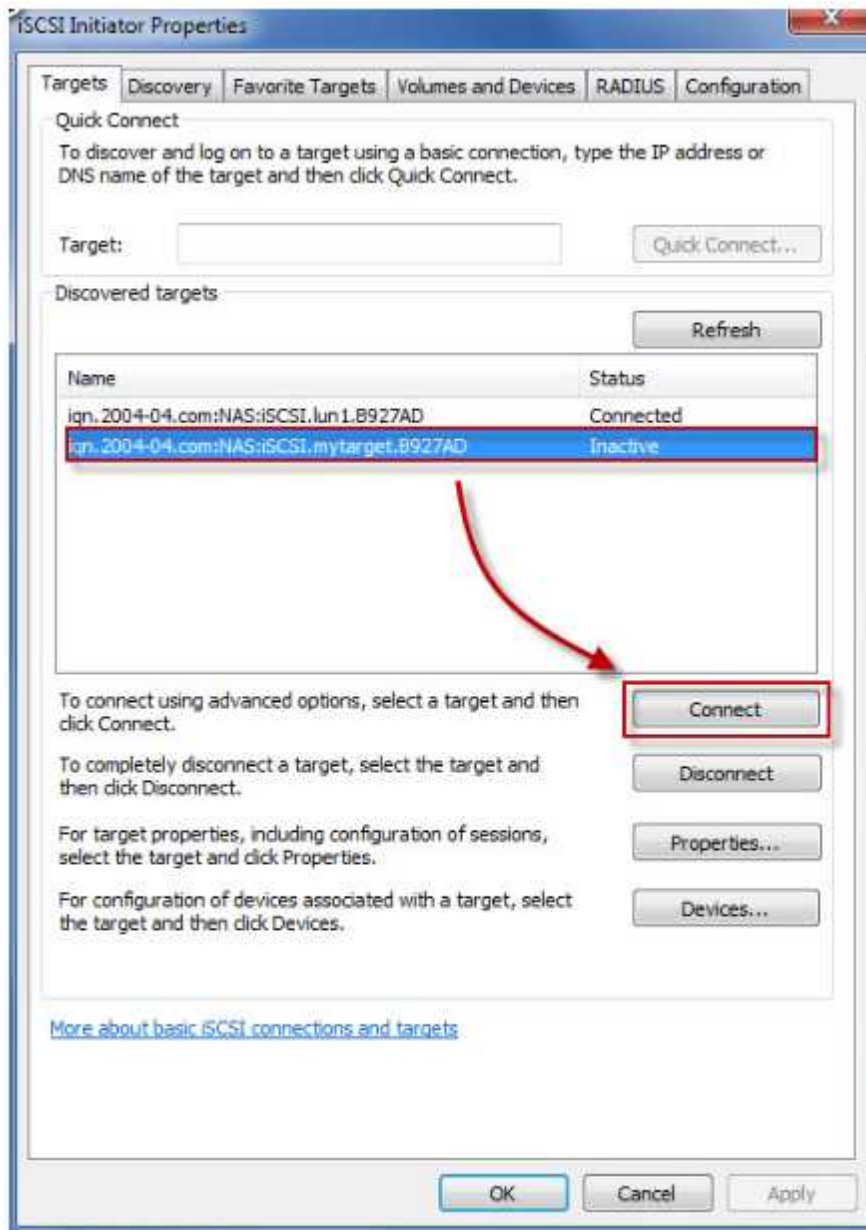 iSCSI Initiator Properties
Targets Discovery Favorite Targets Volumes and Devices RADIUS Configuration
Quick Connect
To discover and log on to a target using a basic connection, type the IP address or
DNS name of the target and then click Quick Connect.
Target:
Quick Connect...
Discovered targets
Refresh
Name Status
iqn.2004-04.com:NAS:iSCSI.lun1.B927AD Connected
iqn.2004-04.com:NAS:iSCSI.mytarget.B927AD Inactive
To connect using advanced options, select a target and then
click Connect.
Connect
To completely disconnect a target, select the target and
then click Disconnect.
Disconnect
For target properties, including configuration of sessions,
select the target and click Properties.
Properties...
For configuration of devices associated with a target, select
the target and then click Devices.
Devices...
More about basic iSCSI connections and targets
OK Cancel Apply